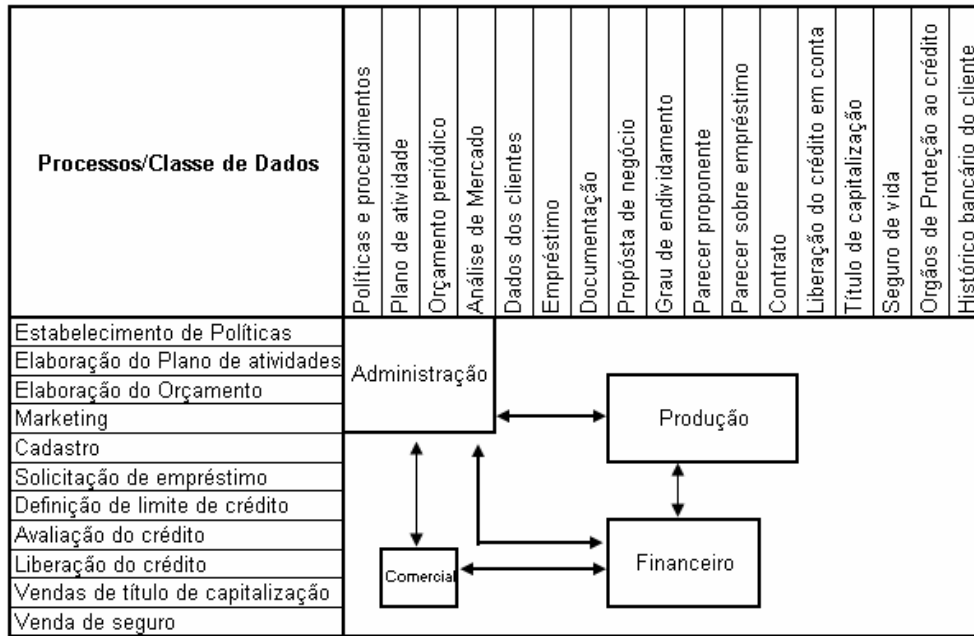 Processos/Classe de Dados
Políticas e procedimentos
Plano de atividade
Orçamento periódico
Análise de Mercado
Dados dos clientes
Empréstimo
Documentação
Propósta de negócio
Grau de endividamento
Parecer proponente
Parecer sobre empréstimo
Contrato
Liberação do crédito em conta
Título de capitalização
Seguro de vida
Orgãos de Proteção ao crédito
Histórico bancário do cliente
Estabelecimento de Políticas
Elaboração do Plano de atividades
Elaboração do Orçamento
Marketing
Cadastro
Solicitação de empréstimo
Definição de limite de crédito
Avaliação do crédito
Liberação do crédito
Vendas de título de capitalização
Venda de seguro
Administração
Produção
Comercial
Financeiro